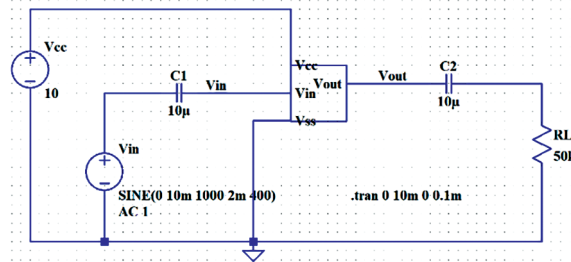 Vcc
10
C1
10µ
Vin
Vcc
Vin
Vss
Vout
Vout
C2
10µ
RL
Vin
SINE(0 10m 1000 2m 400)
AC 1
.tran 0 10m 0 0.1m